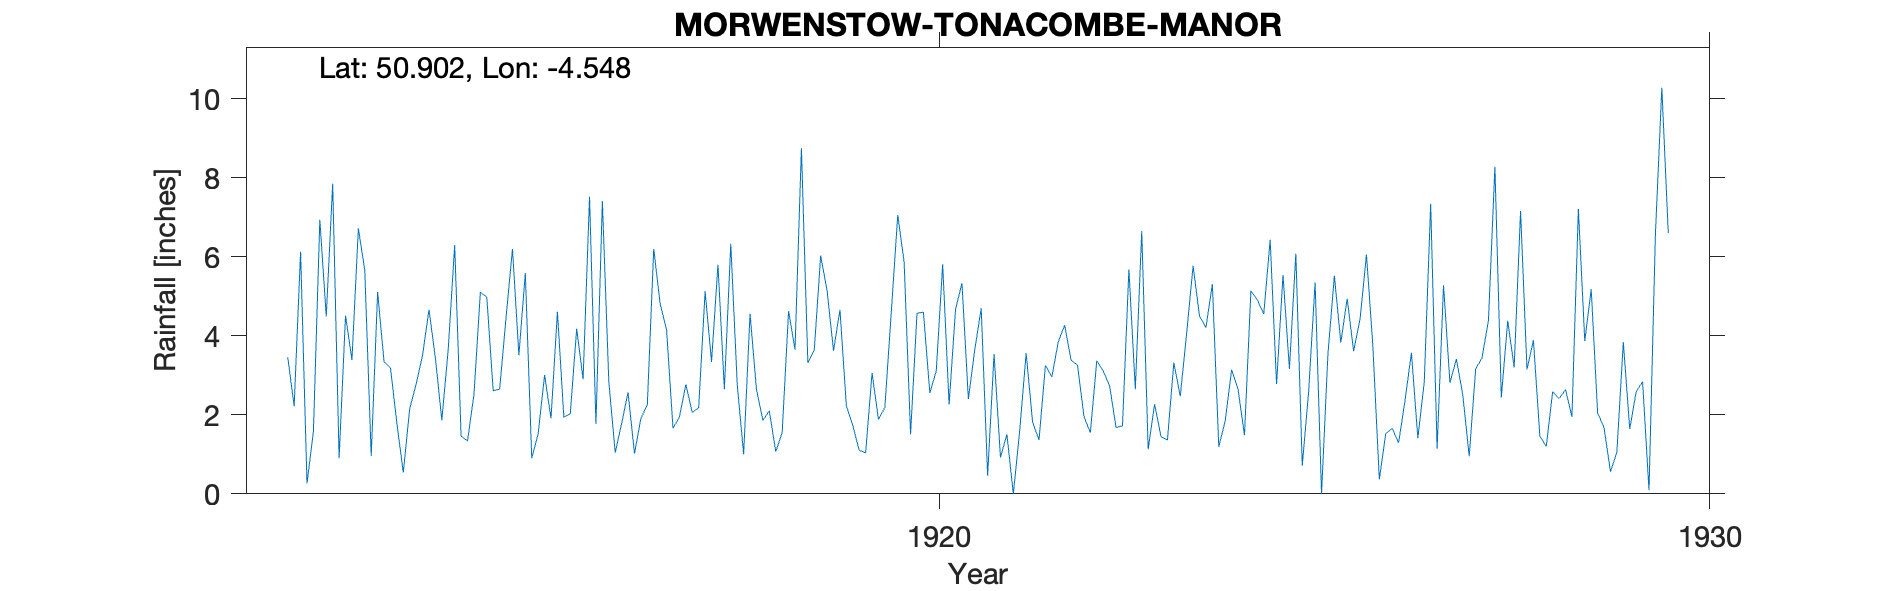 MORWENSTOW-TONACOMBE-MANOR
Lat: 50.902, Lon: -4.548
10
8
6
4
2
0
Rainfall [inches]
1920
1930
Year